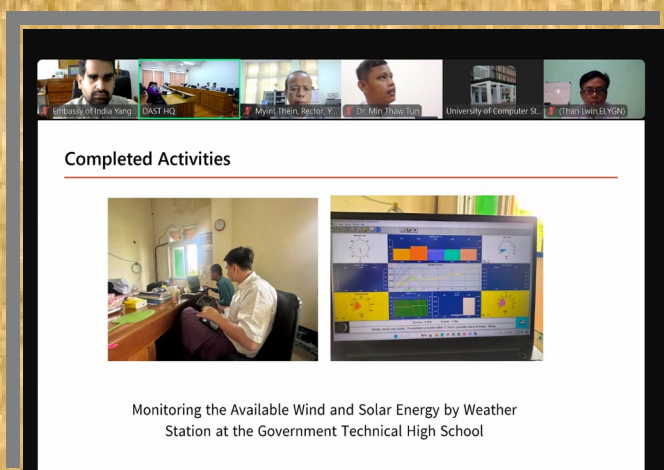 Embassy of India Yang...
DAST HQ
Myint Thein, Rector, Y...
Dr. Min Thaw Tun
University of Computer St...
(Than Lwin,EI,YGN)
Completed Activities
Monitoring the Available Wind and Solar Energy by Weather
Station at the Government Technical High School